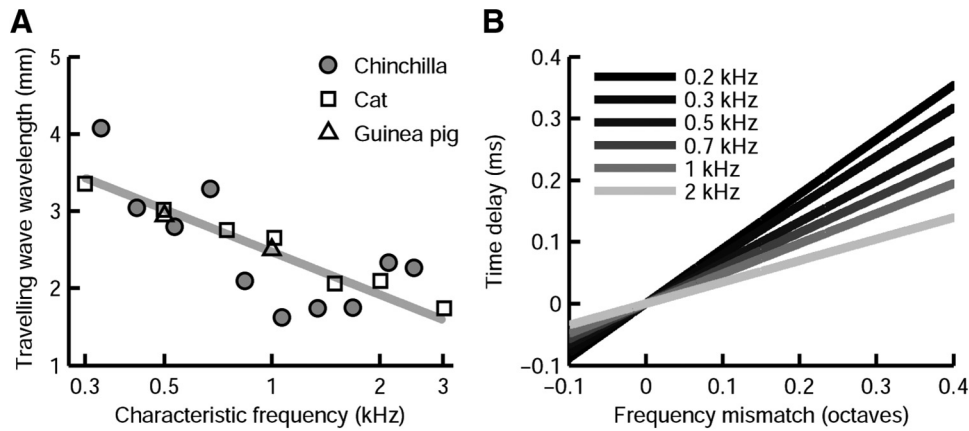 A
Travelling wave wavelength (mm)
5
4
3
2
1
Chinchilla
Cat
Guinea pig
0.3
0.5
1
2
3
Characteristic frequency (kHz)
B
Time delay (ms)
0.4
0.3
0.2
0.1
0
−0.1
0.2 kHz
0.3 kHz
0.5 kHz
0.7 kHz
1 kHz
2 kHz
−0.1
0
0.1
0.2
0.3
0.4
Frequency mismatch (octaves)